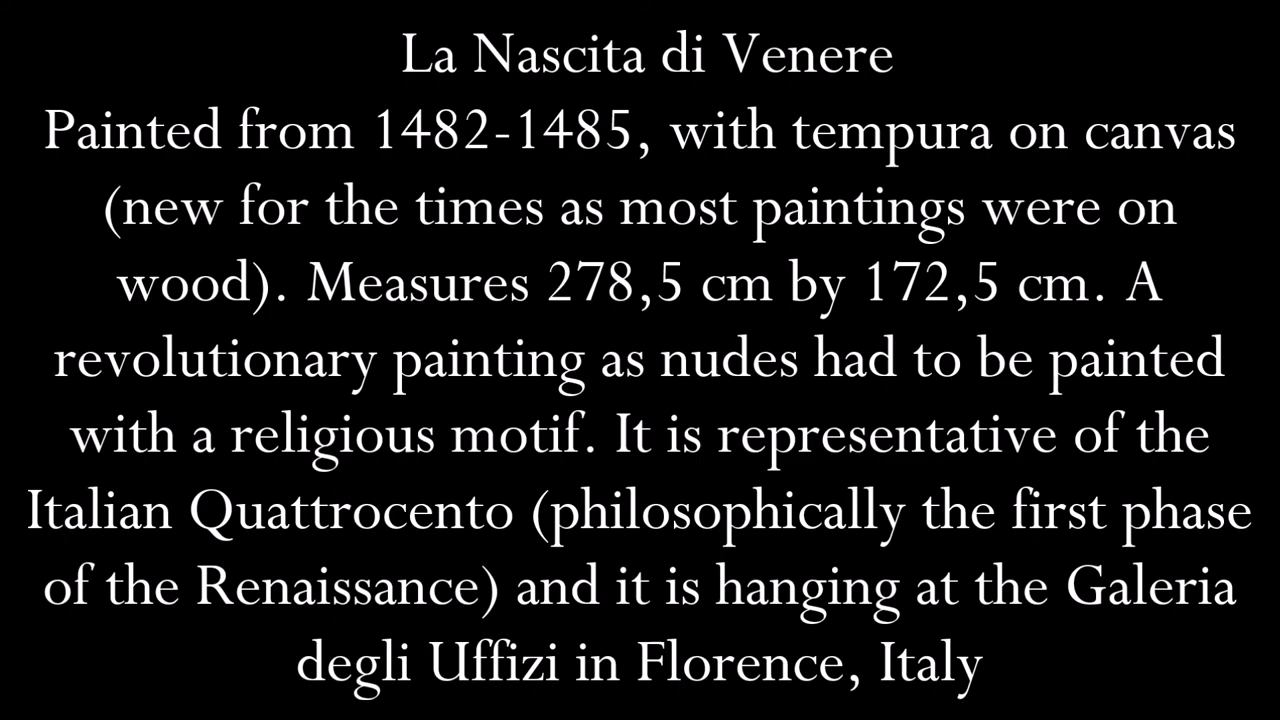 La Nascita di Venere
Painted from 1482-1485, with tempura on canvas
(new for the times as most paintings were on
wood). Measures 278,5 cm by 172,5 cm. A
revolutionary painting as nudes had to be painted
with a religious motif. It is representative of the
Italian Quattrocento (philosophically the first phase
of the Renaissance) and it is hanging at the Galeria
degli Uffizi in Florence, Italy